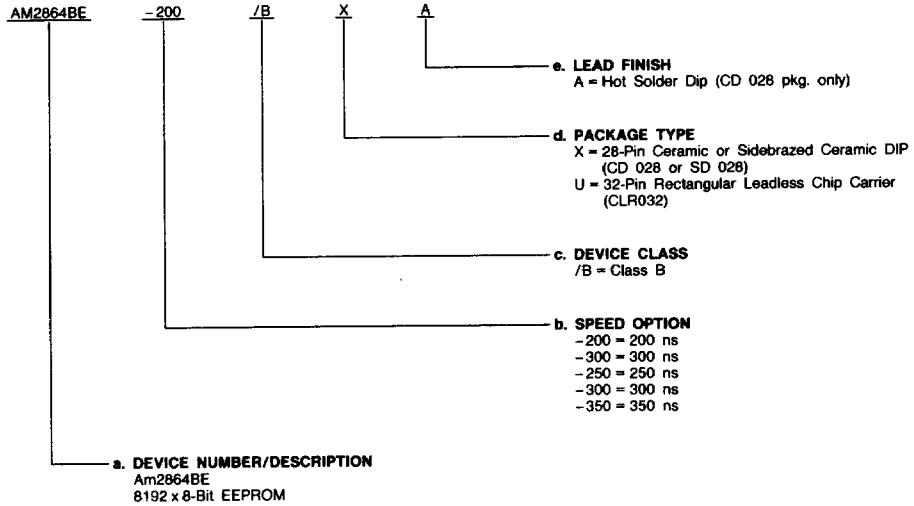 AM2864BE -200 /B X A
e. LEAD FINISH
A = Hot Solder Dip (CD 028 pkg. only)
d. PACKAGE TYPE
X = 28-Pin Ceramic or Sidebrazed Ceramic DIP
(CD 028 or SD 028)
U = 32-Pin Rectangular Leadless Chip Carrier
(CLR032)
c. DEVICE CLASS
/B = Class B
b. SPEED OPTION
-200 = 200 ns
-300 = 300 ns
-250 = 250 ns
-300 = 300 ns
-350 = 350 ns
a. DEVICE NUMBER/DESCRIPTION
Am2864BE
8192 x 8-Bit EEPROM